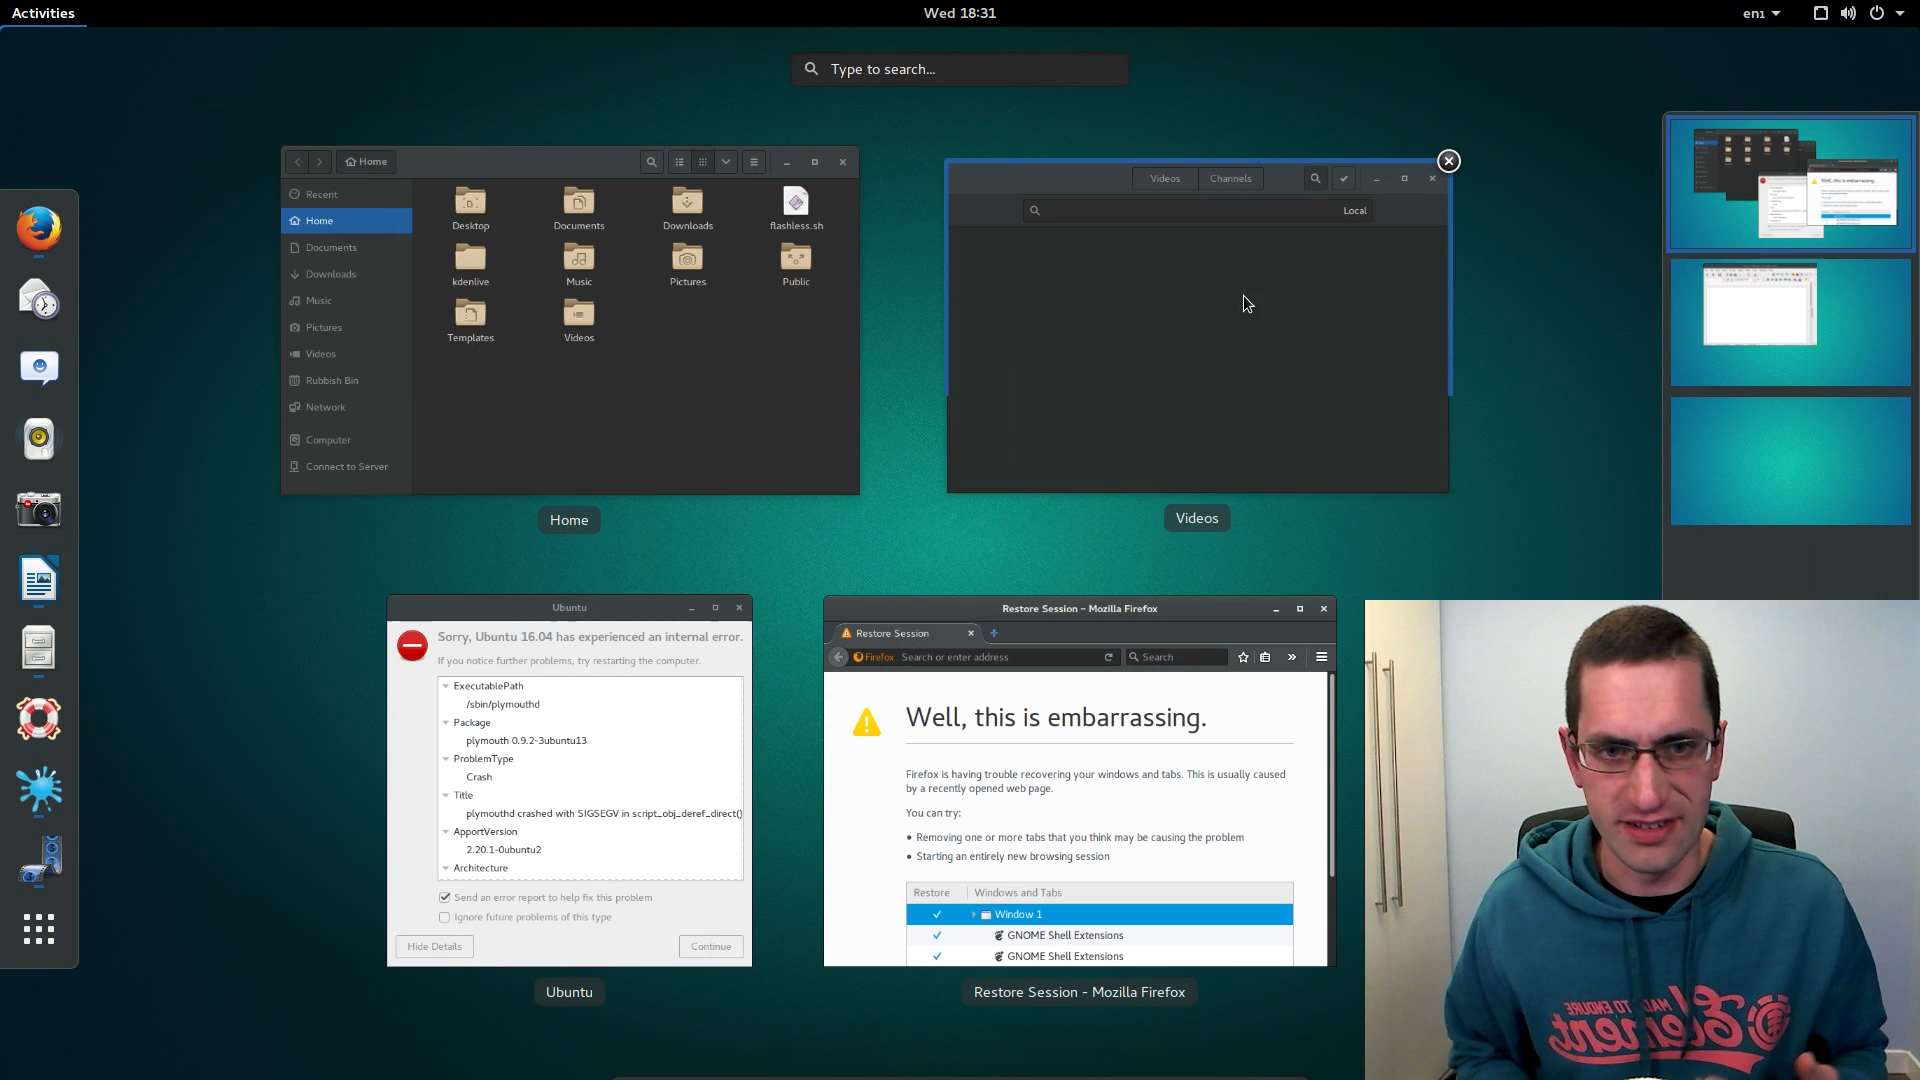 Activities
Wed 18:31
en1
Type to search...
Home
Recent
Home
Documents
Downloads
Music
Pictures
Videos
Rubbish Bin
Network
Computer
Connect to Server
Desktop
Documents
Downloads
flashless.sh
kdenlive
Music
Pictures
Public
Templates
Videos
Home
Videos
Channels
Local
Videos
Ubuntu
Sorry, Ubuntu 16.04 has experienced an internal error.
If you notice further problems, try restarting the computer.
ExecutablePath
/sbin/plymouthd
Package
plymouth 0.9.2-3ubuntu13
ProblemType
Crash
Title
plymouthd crashed with SIGSEGV in script_obj_deref_direct()
ApportVersion
2.20.1-0ubuntu2
Architecture
Send an error report to help fix this problem
Ignore future problems of this type
Hide Details
Continue
Ubuntu
Restore Session – Mozilla Firefox
Restore Session
Firefox
Search or enter address
Search
Well, this is embarrassing.
Firefox is having trouble recovering your windows and tabs. This is usually caused
by a recently opened web page.
You can try:
• Removing one or more tabs that you think may be causing the problem
• Starting an entirely new browsing session
Restore
Windows and Tabs
Window 1
GNOME Shell Extensions
GNOME Shell Extensions
Restore Session - Mozilla Firefox
Element
MADE TO ENDURE